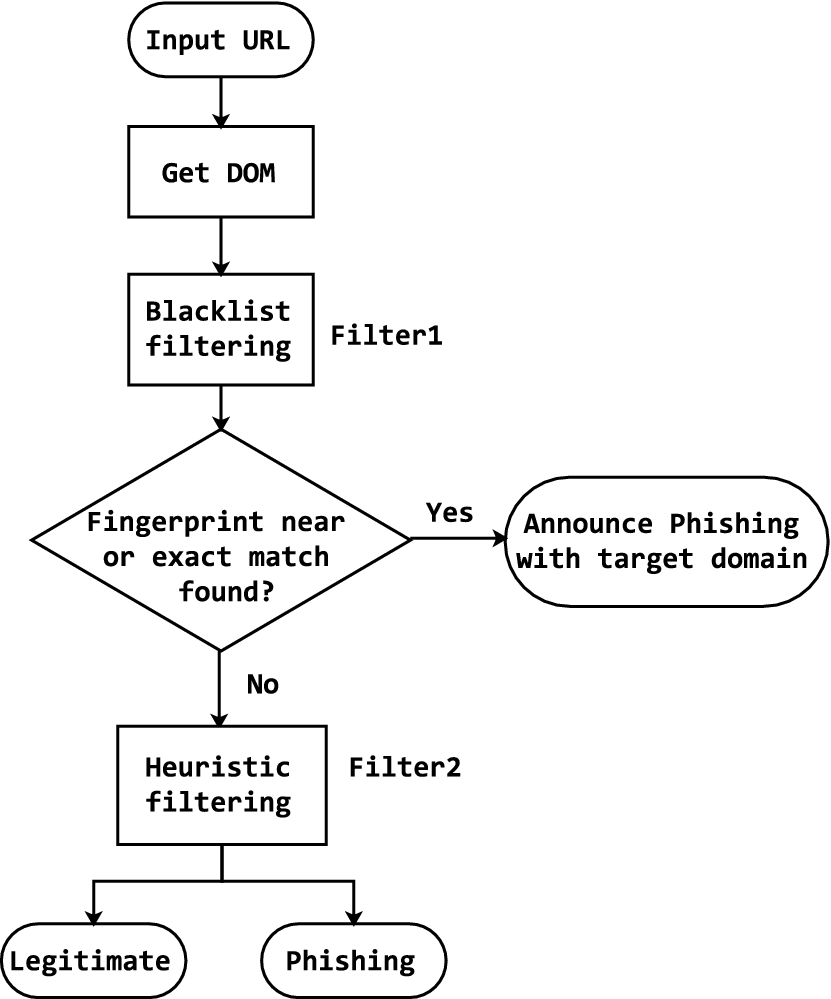 Input URL
Get DOM
Blacklist
filtering
Filter1
Fingerprint near
or exact match
found?
Yes
Announce Phishing
with target domain
No
Heuristic
filtering
Filter2
Legitimate
Phishing